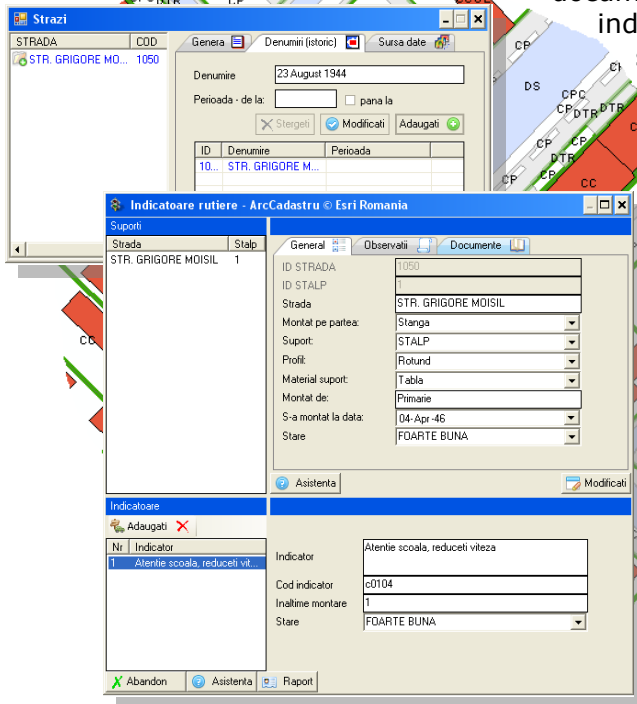 docum
ind
Strazi
STRADA COD
STR. GRIGORE MO... 1050
Genera Denumiri (istoric) Sursa date
Denumire 23 August 1944
Perioada - de la: pana la
Stergeti Modificati Adaugati
ID Denumire Perioada
10... STR. GRIGORE M...
CP
DS
CPC
CP DTR DTR
CP CP
DTR
CP CP
CC
Indicatoare rutiere - ArcCadastru © Esri Romania
Suporti
Strada Stalp
STR. GRIGORE MOISIL 1
General Observatii Documente
ID STRADA 1050
ID STALP 1
Strada STR. GRIGORE MOISIL
Montat pe partea: Stanga
Suport: STALP
Profil: Rotund
Material suport: Tabla
Montat de: Primarie
S-a montat la data: 04-Apr-46
Stare FOARTE BUNA
Asistenta Modificati
CC
Indicatoare
Adaugati
Nr Indicator
1 Atentie scoala, reduceti vit...
Indicator Atentie scoala, reduceti viteza
Cod indicator c0104
Inaltime montare 1
Stare FOARTE BUNA
Abandon Asistenta Raport